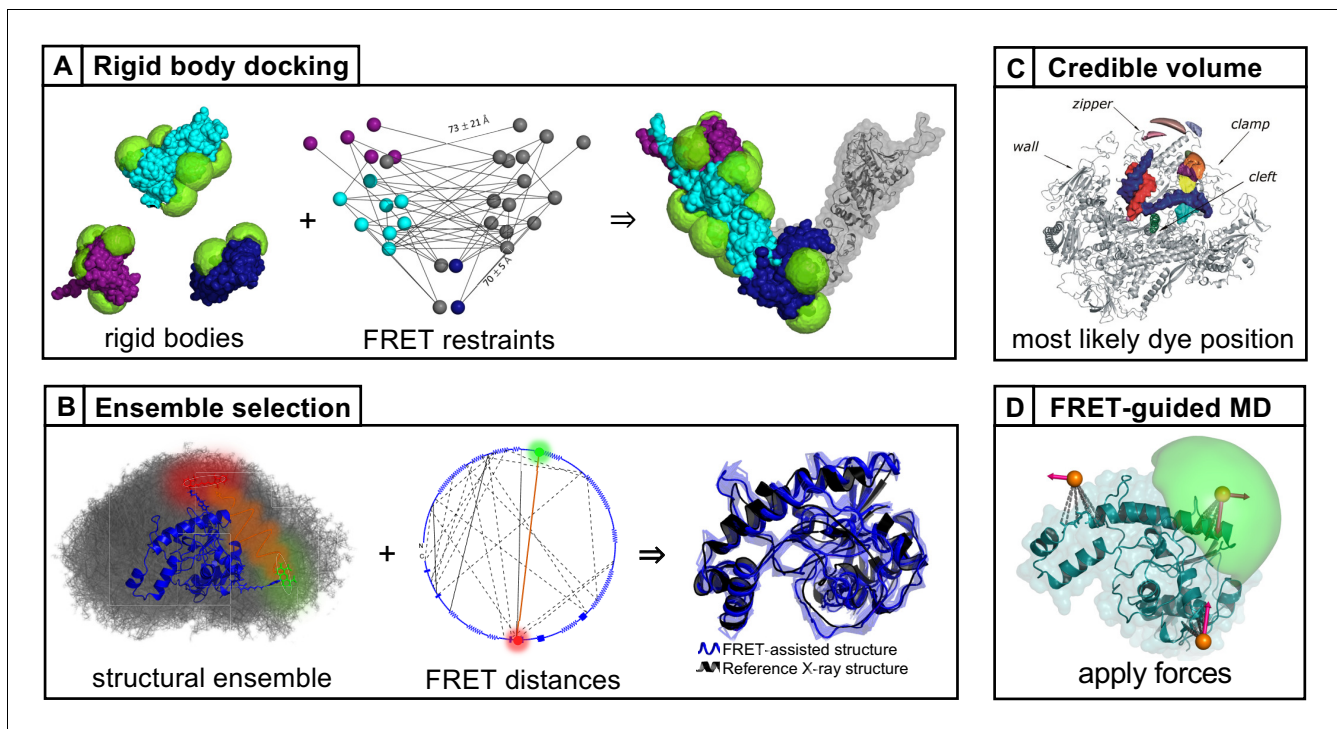 A Rigid body docking
73 ± 21 Å
+
⇒
70 ± 5 Å
rigid bodies
FRET restraints
B Ensemble selection
+
N
C
⇒
FRET-assisted structure
Reference X-ray structure
structural ensemble
FRET distances
C Credible volume
zipper
clamp
wall
cleft
most likely dye position
D FRET-guided MD
apply forces